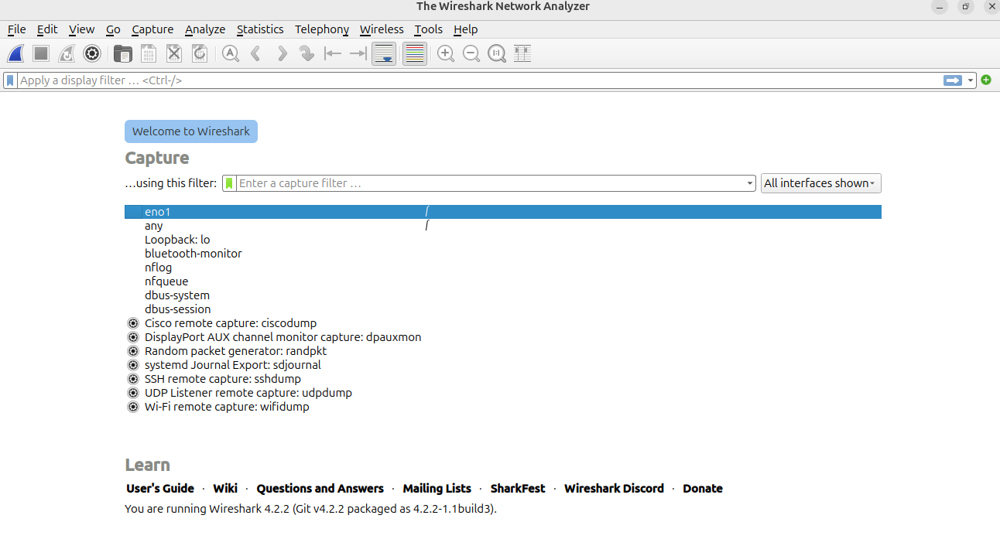 The Wireshark Network Analyzer
File Edit View Go Capture Analyze Statistics Telephony Wireless Tools Help
Apply a display filter … <Ctrl-/>
Welcome to Wireshark
Capture
…using this filter: Enter a capture filter … All interfaces shown
eno1
any
Loopback: lo
bluetooth-monitor
nflog
nfqueue
dbus-system
dbus-session
Cisco remote capture: ciscodump
DisplayPort AUX channel monitor capture: dpauxmon
Random packet generator: randpkt
systemd Journal Export: sdjournal
SSH remote capture: sshdump
UDP Listener remote capture: udpdump
Wi-Fi remote capture: wifidump
Learn
User's Guide · Wiki · Questions and Answers · Mailing Lists · SharkFest · Wireshark Discord · Donate
You are running Wireshark 4.2.2 (Git v4.2.2 packaged as 4.2.2-1.1build3).